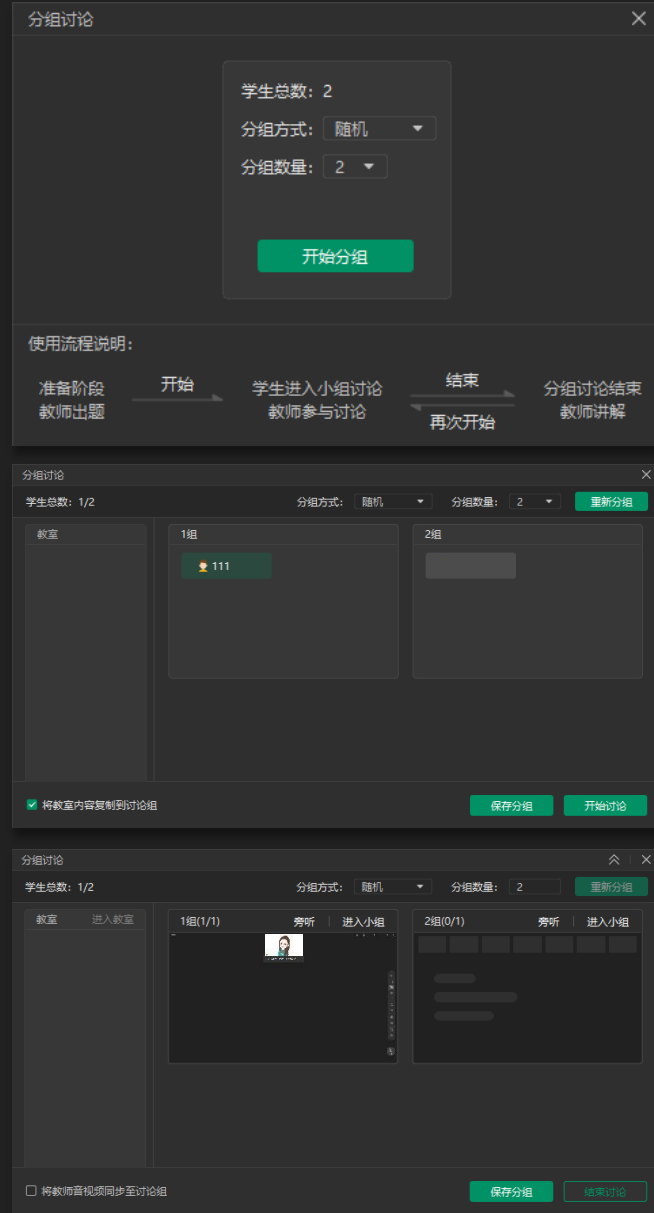 分组讨论
学生总数：2
分组方式： 随机
分组数量： 2
开始分组
使用流程说明：
准备阶段
教师出题
开始
学生进入小组讨论
教师参与讨论
结束
再次开始
分组讨论结束
教师讲解
分组讨论
学生总数：1/2 分组方式： 随机 分组数量： 2 重新分组
教室 1组 2组
111
将教室内容复制到讨论组 保存分组 开始讨论
分组讨论
学生总数：1/2 分组方式： 随机 分组数量： 2 重新分组
教室 进入教室 1组(1/1) 旁听 进入小组 2组(0/1) 旁听 进入小组
将教师音视频同步至讨论组 保存分组 结束讨论